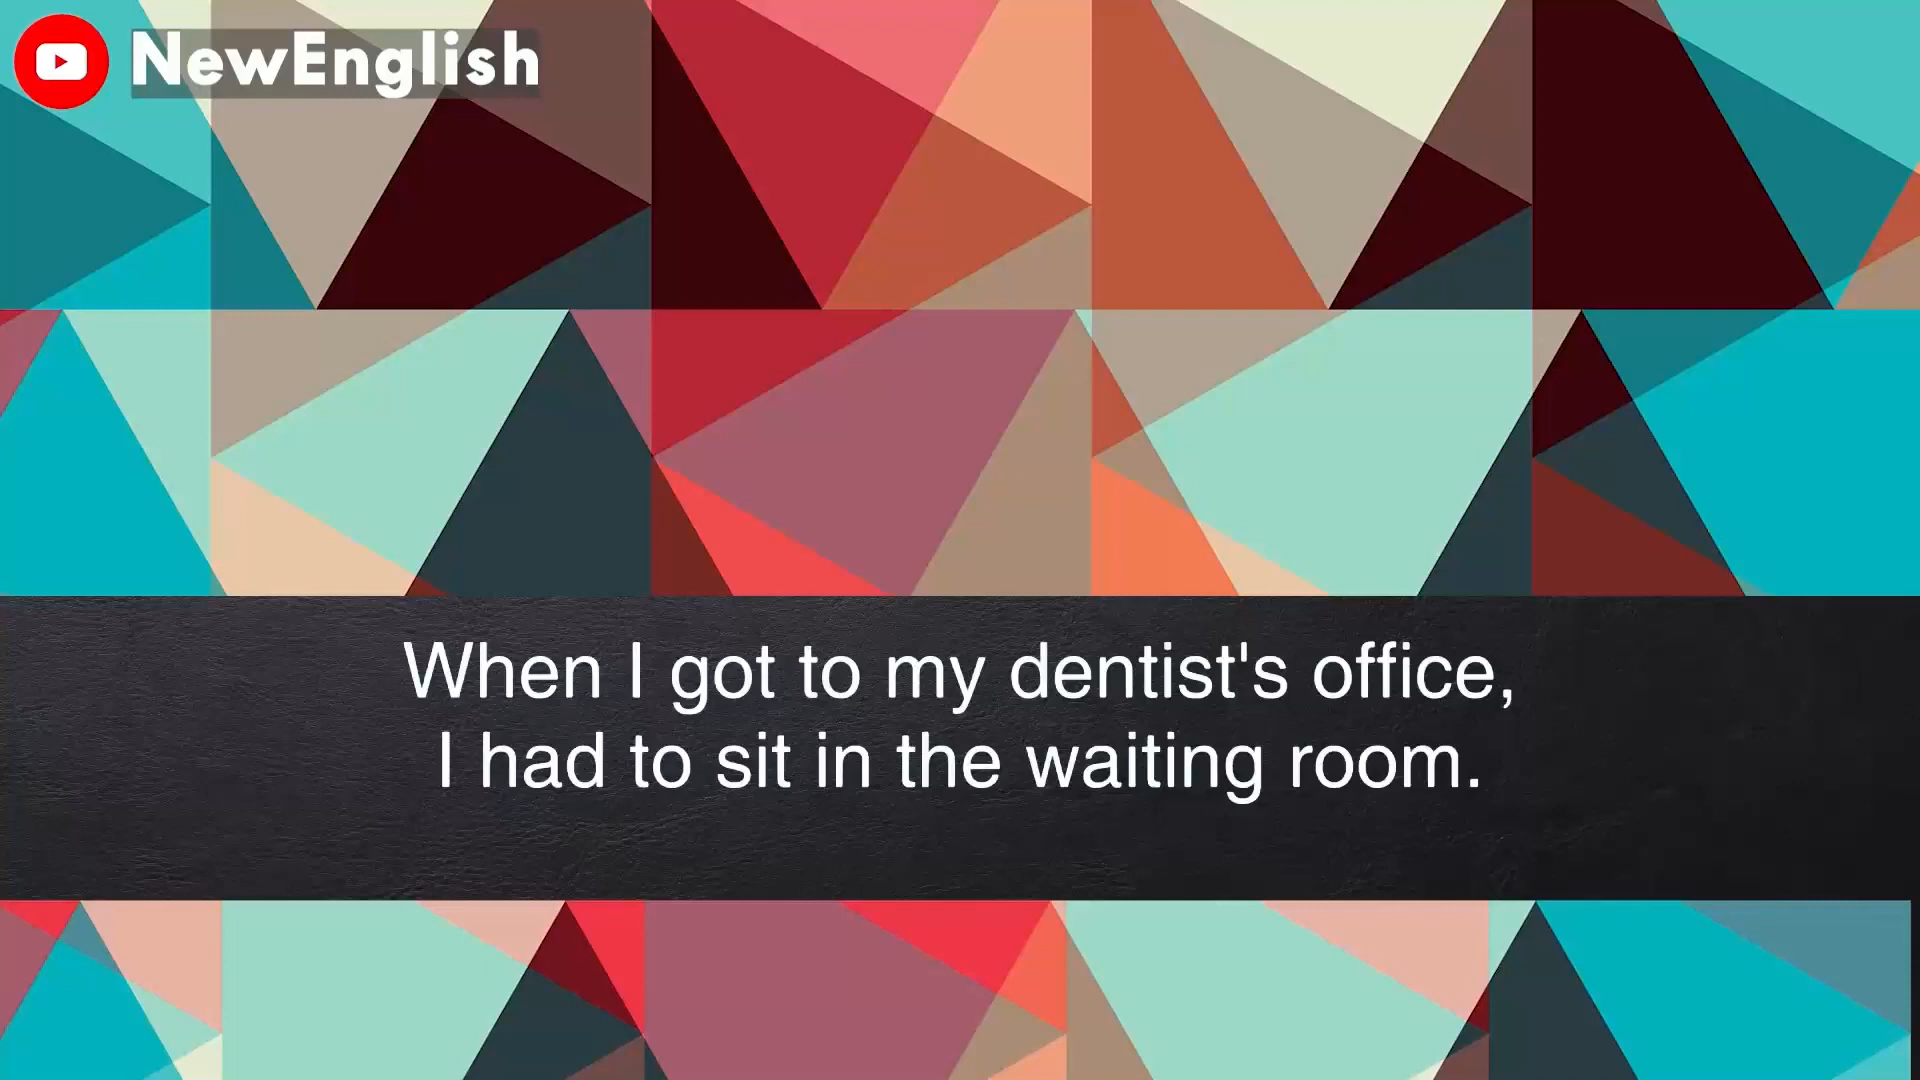 NewEnglish
When I got to my dentist's office,
I had to sit in the waiting room.